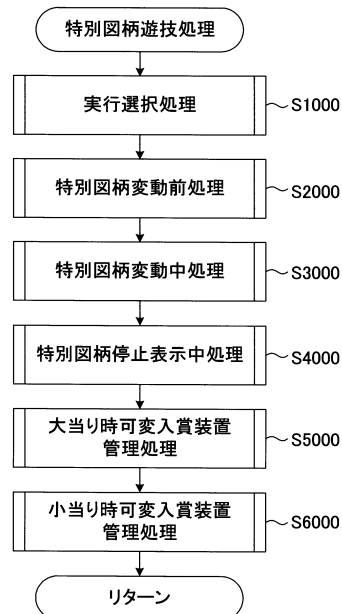 特別図柄遊技処理
実行選択処理
S1000
特別図柄変動前処理
S2000
特別図柄変動中処理
S3000
特別図柄停止表示中処理
S4000
大当り時可変入賞装置
管理処理
S5000
小当り時可変入賞装置
管理処理
S6000
リターン